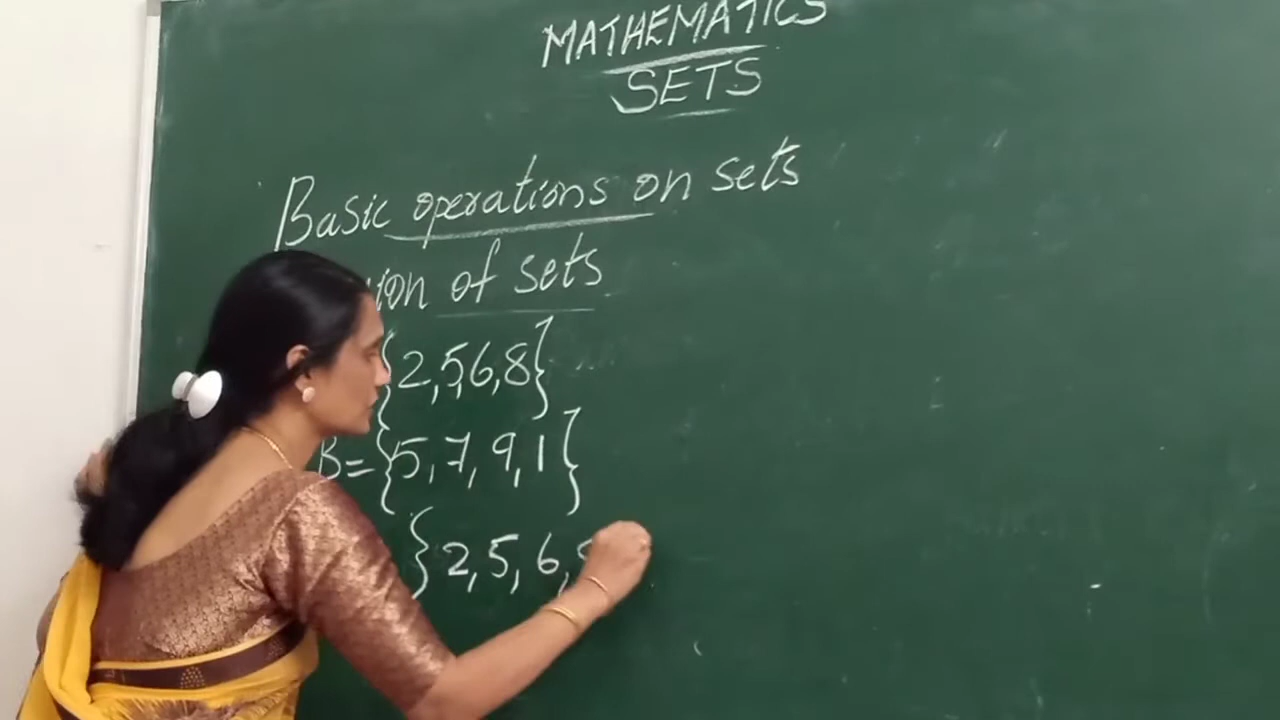 MATHEMATICS
SETS
Basic operations on sets
of sets
{2,5,6,8}
B={5,7,9,1}
{2,5,6,